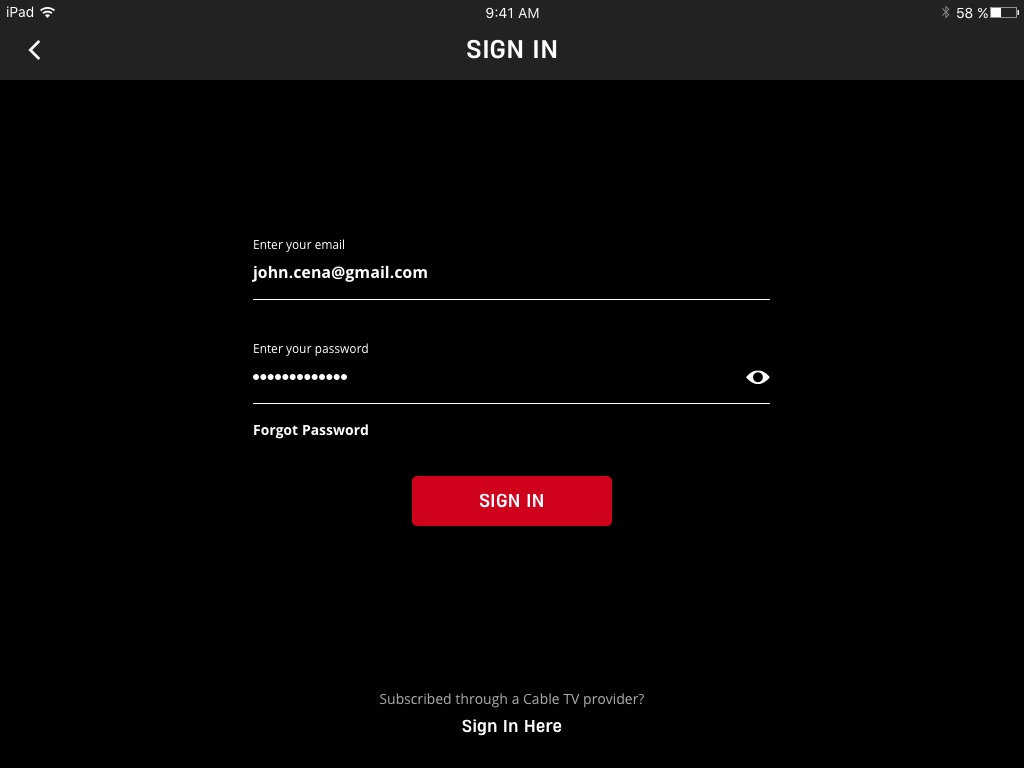 iPad
9:41 AM
58 %
SIGN IN
Enter your email
john.cena@gmail.com
Enter your password
•••••••••••••
Forgot Password
SIGN IN
Subscribed through a Cable TV provider?
Sign In Here